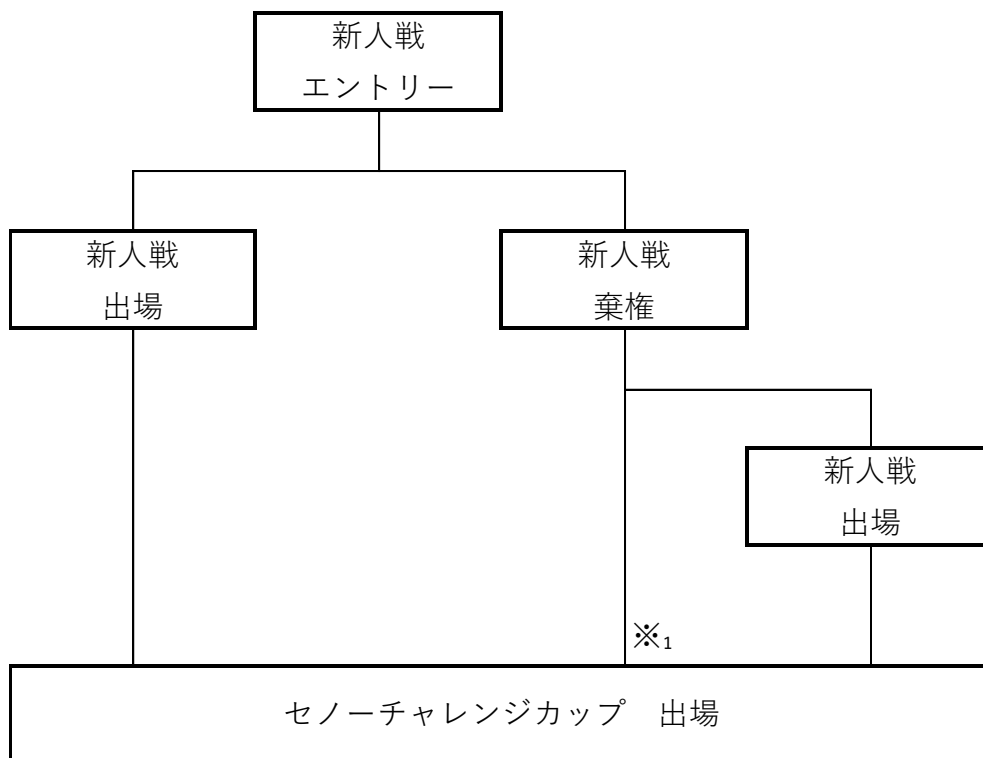 新人戦
エントリー
新人戦
出場
新人戦
棄権
新人戦
出場
※1
セノーチャレンジカップ　出場